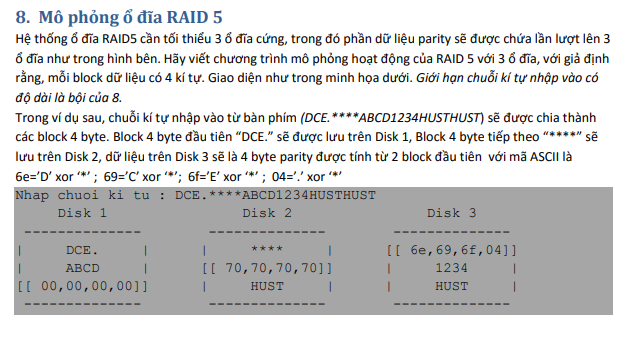 8. Mô phỏng ổ đĩa RAID 5
Hệ thống ổ đĩa RAID5 cần tối thiểu 3 ổ đĩa cứng, trong đó phần dữ liệu parity sẽ được chứa lần lượt lên 3
ổ đĩa như trong hình bên. Hãy viết chương trình mô phỏng hoạt động của RAID 5 với 3 ổ đĩa, với giả định
rằng, mỗi block dữ liệu có 4 kí tự. Giao diện như trong minh họa dưới. Giới hạn chuỗi kí tự nhập vào có
độ dài là bội của 8.
Trong ví dụ sau, chuỗi kí tự nhập vào từ bàn phím (DCE.****ABCD1234HUSTHUST) sẽ được chia thành
các block 4 byte. Block 4 byte đầu tiên “DCE.” sẽ được lưu trên Disk 1, Block 4 byte tiếp theo “****” sẽ
lưu trên Disk 2, dữ liệu trên Disk 3 sẽ là 4 byte parity được tính từ 2 block đầu tiên với mã ASCII là
6e=‘D’ xor ‘*’ ; 69=‘C’ xor ‘*’; 6f=‘E’ xor ‘*’ ; 04=‘.’ xor ‘*’
Nhap chuoi ki tu : DCE.****ABCD1234HUSTHUST
Disk 1 Disk 2 Disk 3
-------------- -------------- --------------
| DCE. | | **** | [[ 6e,69,6f,04]]
| ABCD | [[ 70,70,70,70]] | 1234 |
[[ 00,00,00,00]] | HUST | | HUST |
-------------- -------------- --------------